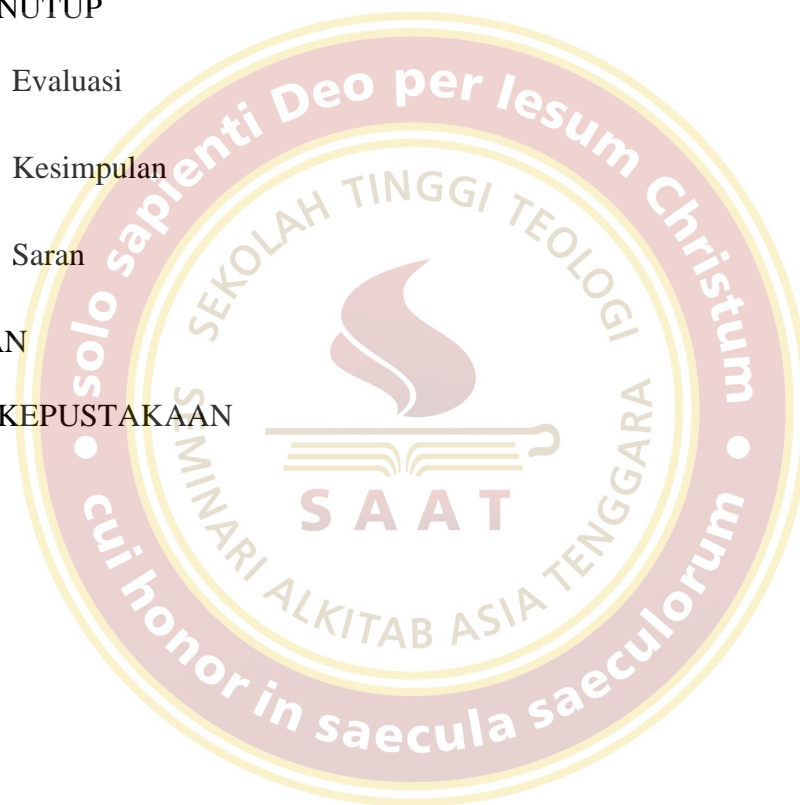 NUTUP
Evaluasi
Kesimpulan
Saran
AN
KEPUSTAKAAN
solo sapienti Deo per Iesum Christum
cui honor in saecula saeculorum
SEKOLAH TINGGI TEOLOGI
SEMINARI ALKITAB ASIA TENGGARA
SAAT